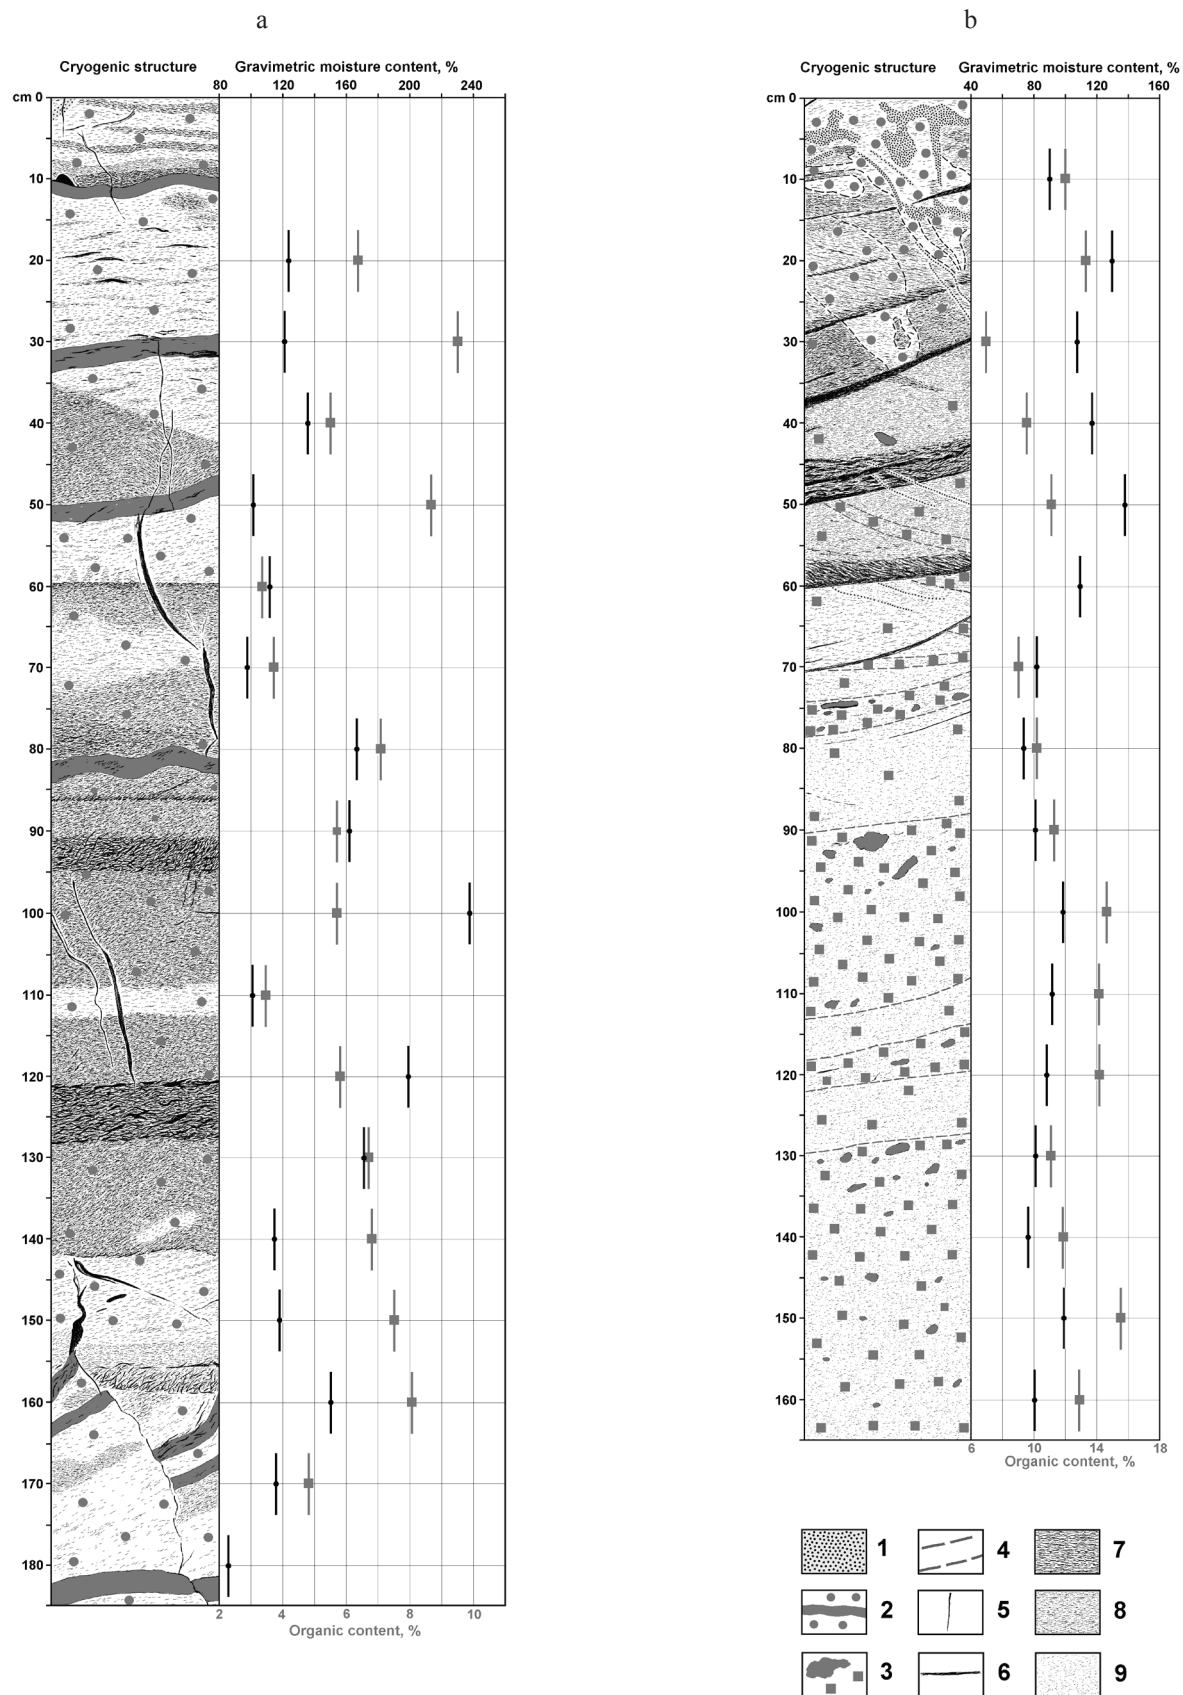 a
b
Cryogenic structure
Gravimetric moisture content, %
80 120 160 200 240
cm 0
10
20
30
40
50
60
70
80
90
100
110
120
130
140
150
160
170
180
2 4 6 8 10
Organic content, %
Cryogenic structure
Gravimetric moisture content, %
40 80 120 160
cm 0
10
20
30
40
50
60
70
80
90
100
110
120
130
140
150
160
6 10 14 18
Organic content, %
1 4 7
2 5 8
3 6 9